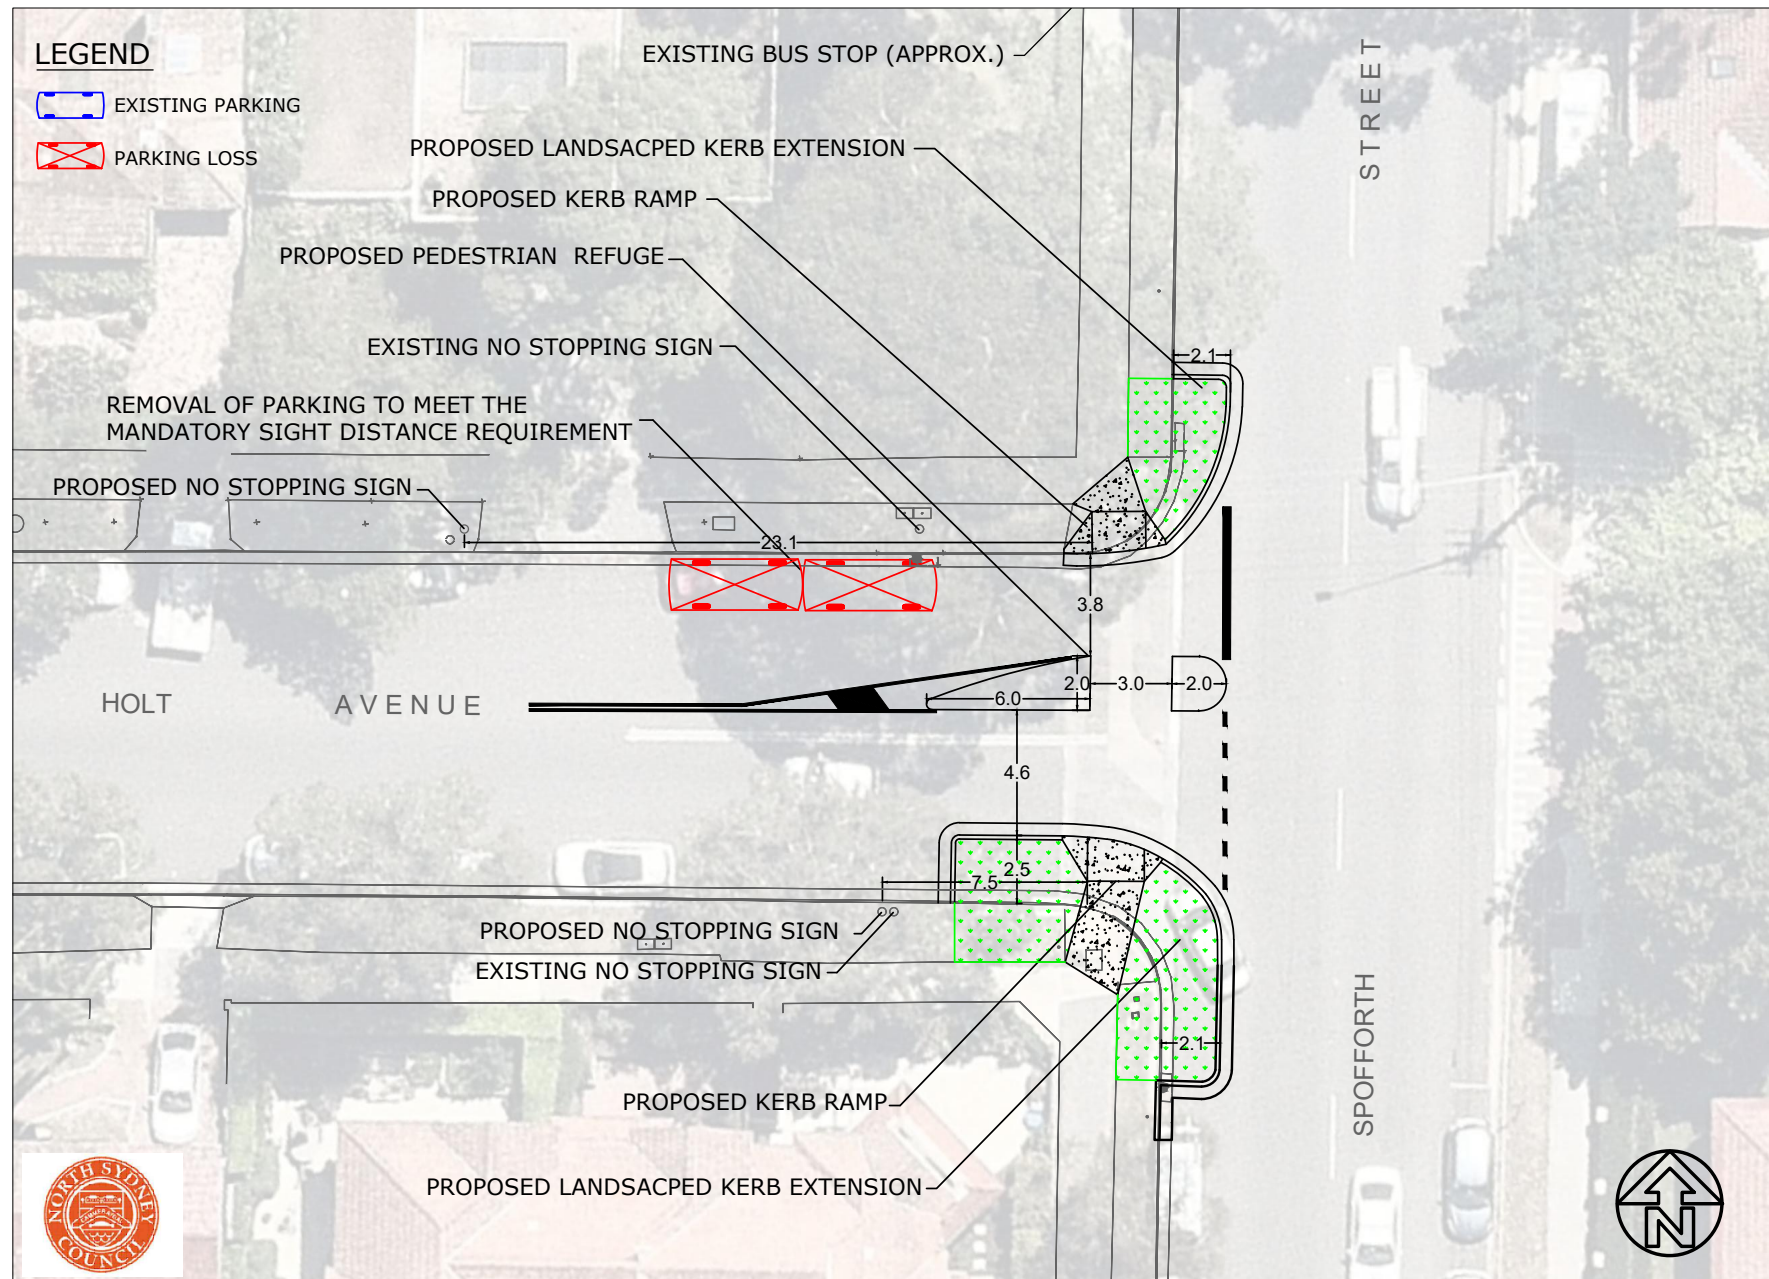 LEGEND
EXISTING PARKING
PARKING LOSS
EXISTING BUS STOP (APPROX.)
PROPOSED LANDSACPED KERB EXTENSION
PROPOSED KERB RAMP
PROPOSED PEDESTRIAN REFUGE
EXISTING NO STOPPING SIGN
REMOVAL OF PARKING TO MEET THE
MANDATORY SIGHT DISTANCE REQUIREMENT
PROPOSED NO STOPPING SIGN
STREET
2.1
23.1
3.8
2.0
3.0
2.0
6.0
HOLT AVENUE
4.6
2.5
7.5
PROPOSED NO STOPPING SIGN
EXISTING NO STOPPING SIGN
2.1
SPOFFORTH
PROPOSED KERB RAMP
PROPOSED LANDSACPED KERB EXTENSION
NORTH SYDNEY
COUNCIL
N